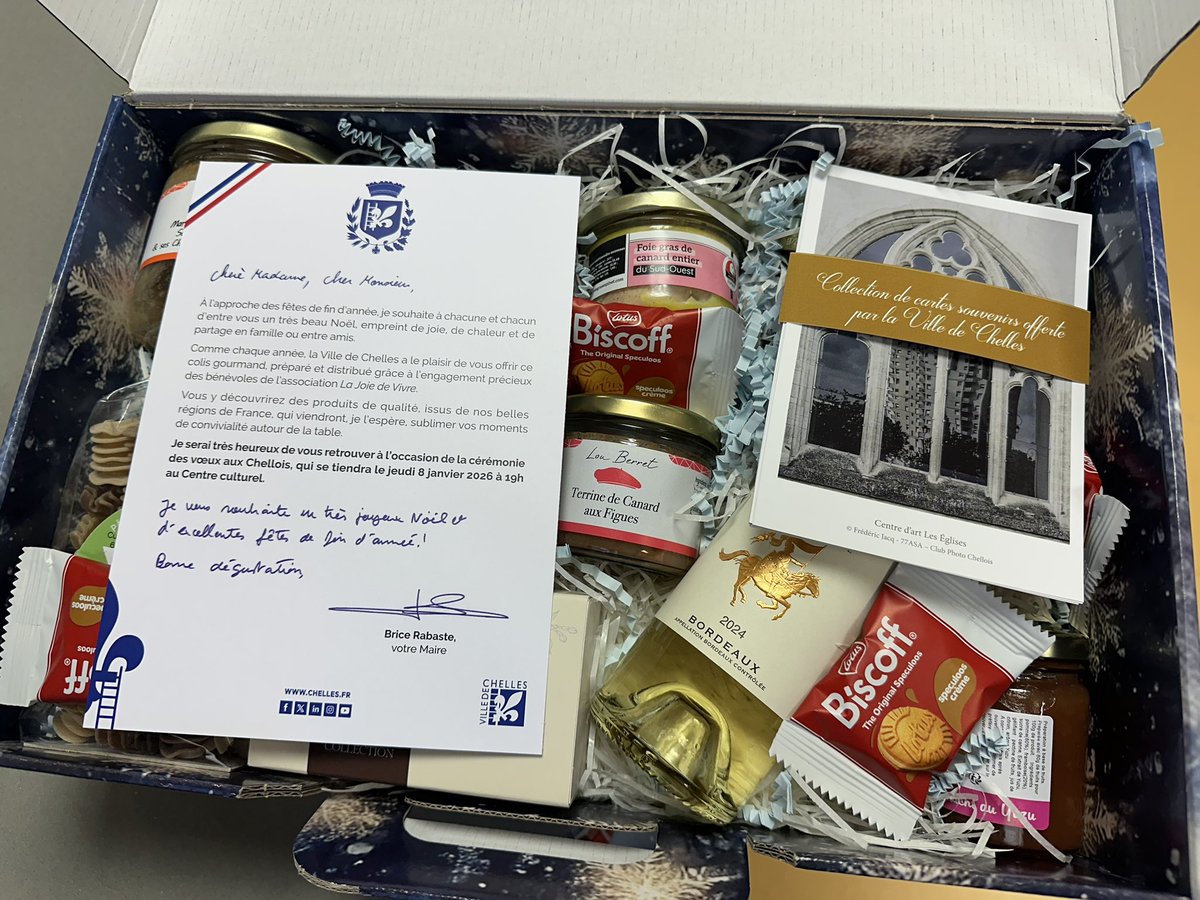 Chère Madame, cher Monsieur,
À l'approche des fêtes de fin d'année, je souhaite à chacune et chacun
d'entre vous un très beau Noël, empreint de joie, de chaleur et de
partage en famille ou entre amis.
Comme chaque année, la Ville de Chelles a le plaisir de vous offrir ce
colis gourmand, préparé et distribué grâce à l'engagement précieux
des bénévoles de l'association La Joie de Vivre.
Vous y découvrirez des produits de qualité, issus de nos belles
régions de France, qui viendront, je l'espère, sublimer vos moments
de convivialité autour de la table.
Je serai très heureux de vous retrouver à l'occasion de la cérémonie
des vœux aux Chellois, qui se tiendra le jeudi 8 janvier 2026 à 19h
au Centre culturel.
Je vous souhaite un très joyeux Noël et
d'excellentes fêtes de fin d'année!
Bonne dégustation,
Brice Rabaste,
votre Maire
WWW.CHELLES.FR
VILLE DE
CHELLES
COLLECTION
& ses
speculoos
crème
Foie gras de
canard entier
du Sud-Ouest
Lotus
Biscoff®
The Original Speculoos
speculoos
crème
Lou Berret
Terrine de Canard
aux Figues
Collection de cartes souvenirs offerte
par la Ville de Chelles
Centre d'art Les Églises
© Frédéric Jacq - 77ASA – Club Photo Chellois
2024
BORDEAUX
APPELLATION BORDEAUX CONTRÔLÉE
Lotus
Biscoff®
The Original Speculoos
speculoos
crème
Lotus
Préparation à base de fruits
au Yuzu